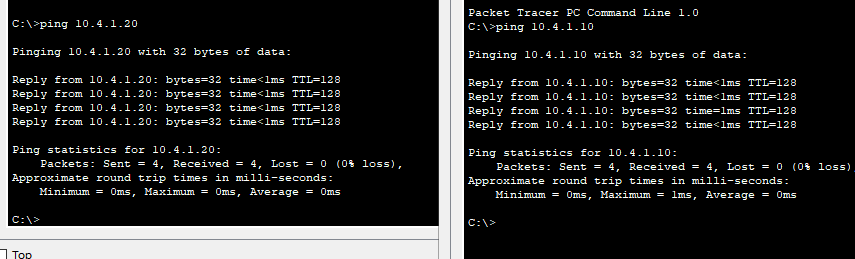 C:\>ping 10.4.1.20
Pinging 10.4.1.20 with 32 bytes of data:
Reply from 10.4.1.20: bytes=32 time<1ms TTL=128
Reply from 10.4.1.20: bytes=32 time<1ms TTL=128
Reply from 10.4.1.20: bytes=32 time<1ms TTL=128
Reply from 10.4.1.20: bytes=32 time<1ms TTL=128
Ping statistics for 10.4.1.20:
Packets: Sent = 4, Received = 4, Lost = 0 (0% loss),
Approximate round trip times in milli-seconds:
Minimum = 0ms, Maximum = 0ms, Average = 0ms
C:\>
Top
Packet Tracer PC Command Line 1.0
C:\>ping 10.4.1.10
Pinging 10.4.1.10 with 32 bytes of data:
Reply from 10.4.1.10: bytes=32 time<1ms TTL=128
Reply from 10.4.1.10: bytes=32 time<1ms TTL=128
Reply from 10.4.1.10: bytes=32 time=1ms TTL=128
Reply from 10.4.1.10: bytes=32 time<1ms TTL=128
Ping statistics for 10.4.1.10:
Packets: Sent = 4, Received = 4, Lost = 0 (0% loss),
Approximate round trip times in milli-seconds:
Minimum = 0ms, Maximum = 1ms, Average = 0ms
C:\>